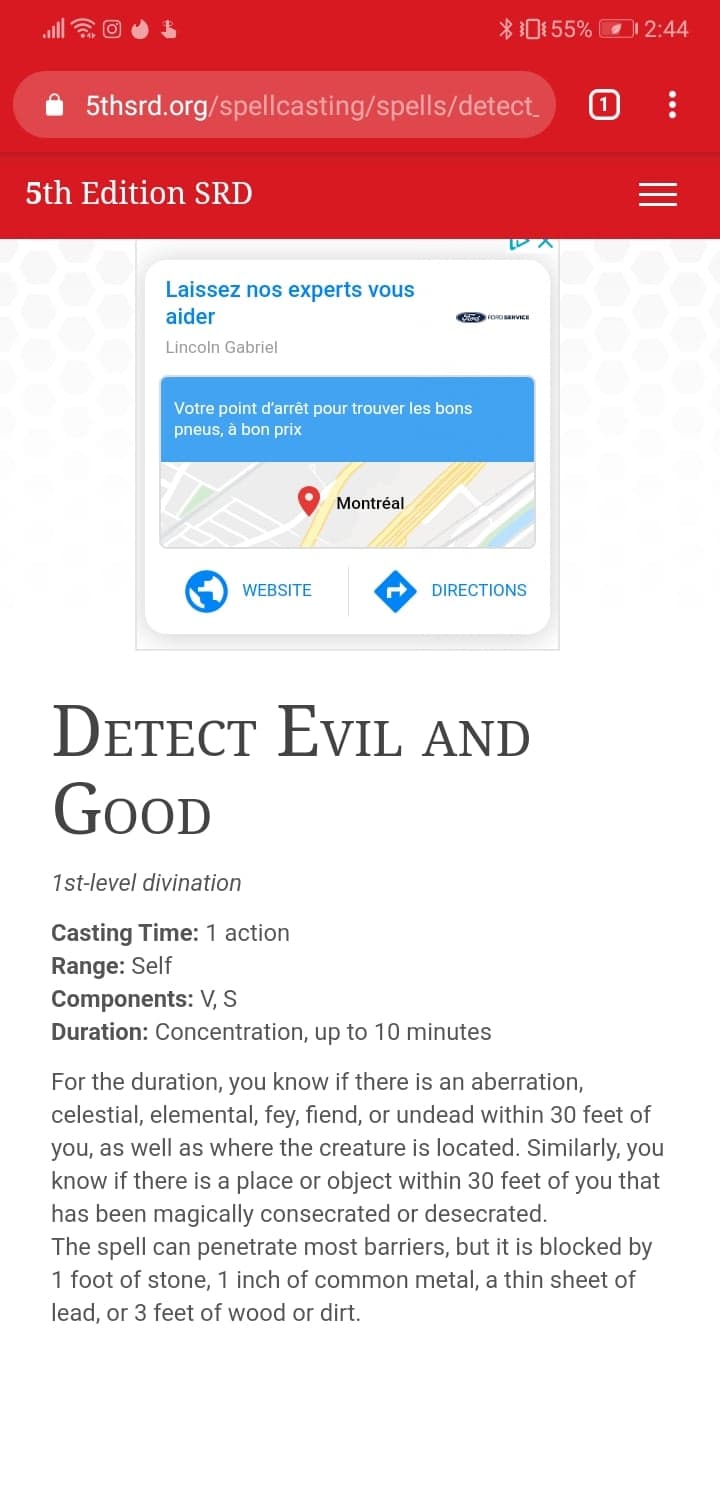 55% 2:44
5thsrd.org/spellcasting/spells/detect_
1
5th Edition SRD
Laissez nos experts vous
aider
Ford FORD SERVICE
Lincoln Gabriel
Votre point d'arrêt pour trouver les bons
pneus, à bon prix
Montréal
WEBSITE DIRECTIONS
Detect Evil and
Good
1st-level divination
Casting Time: 1 action
Range: Self
Components: V, S
Duration: Concentration, up to 10 minutes
For the duration, you know if there is an aberration,
celestial, elemental, fey, fiend, or undead within 30 feet of
you, as well as where the creature is located. Similarly, you
know if there is a place or object within 30 feet of you that
has been magically consecrated or desecrated.
The spell can penetrate most barriers, but it is blocked by
1 foot of stone, 1 inch of common metal, a thin sheet of
lead, or 3 feet of wood or dirt.